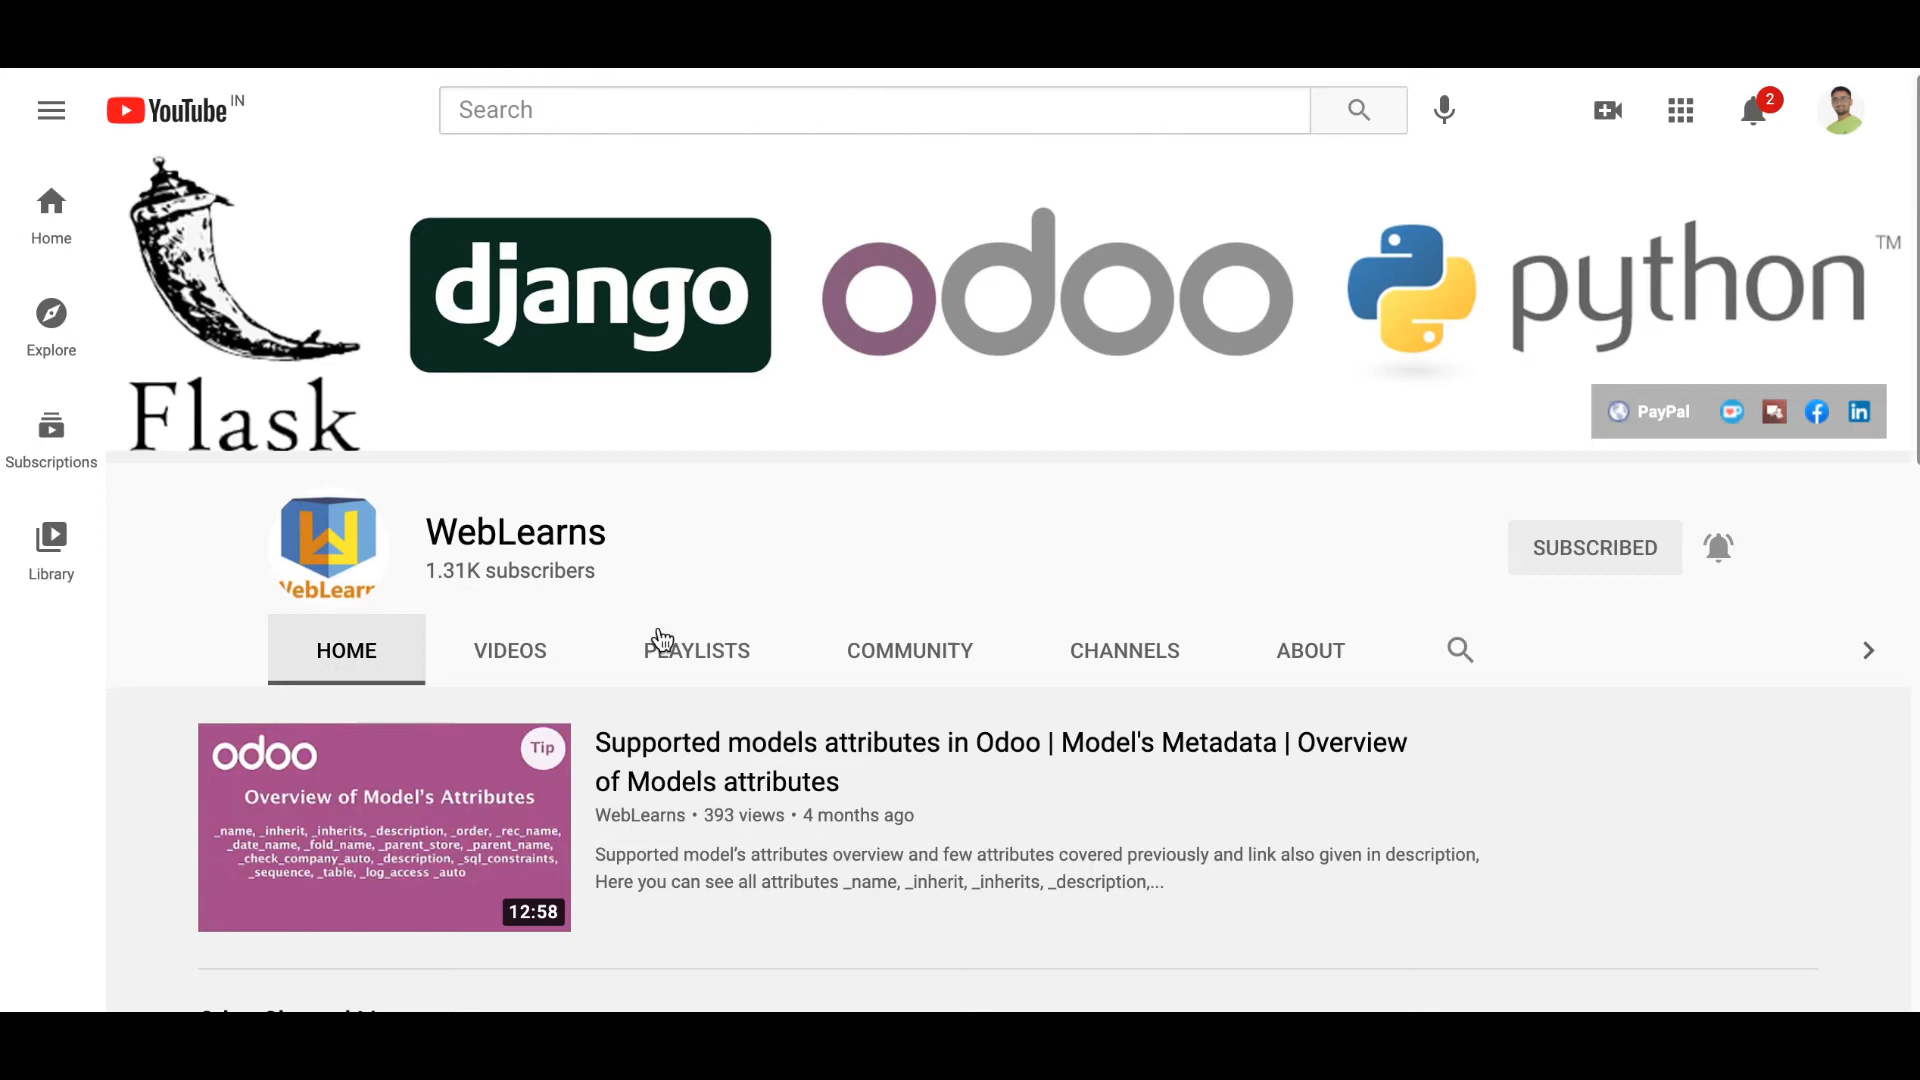 YouTube IN
Search
2
Home
Explore
Subscriptions
Library
Flask
django
odoo
python TM
PayPal
WebLearns
1.31K subscribers
SUBSCRIBED
HOME VIDEOS PLAYLISTS COMMUNITY CHANNELS ABOUT
odoo
Tip
Overview of Model's Attributes
_name, _inherit, _inherits, _description, _order, _rec_name,
_date_name, _fold_name, _parent_store, _parent_name,
_check_company_auto, _description, _sql_constraints,
_sequence, _table, _log_access _auto
12:58
Supported models attributes in Odoo | Model's Metadata | Overview
of Models attributes
WebLearns • 393 views • 4 months ago
Supported model's attributes overview and few attributes covered previously and link also given in description,
Here you can see all attributes _name, _inherit, _inherits, _description,...